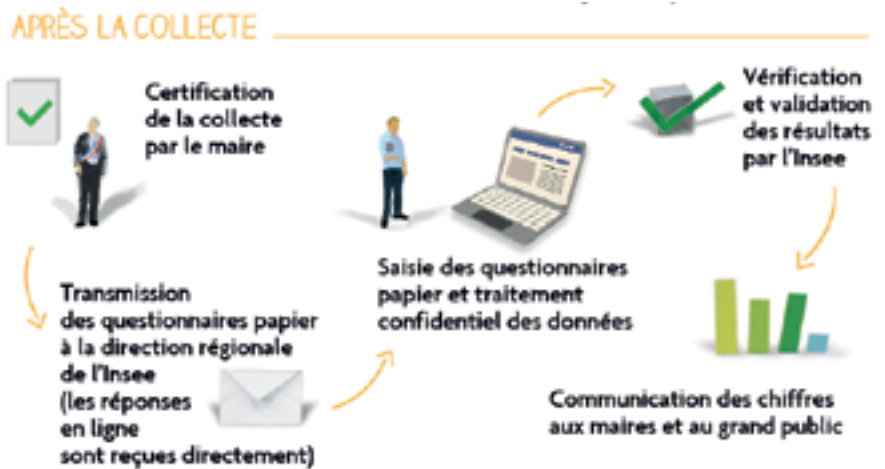 APRÈS LA COLLECTE
Certification
de la collecte
par le maire
Transmission
des questionnaires papier
à la direction régionale
de l'Insee
(les réponses
en ligne
sont reçues directement)
Saisie des questionnaires
papier et traitement
confidentiel des données
Vérification
et validation
des résultats
par l'Insee
Communication des chiffres
aux maires et au grand public